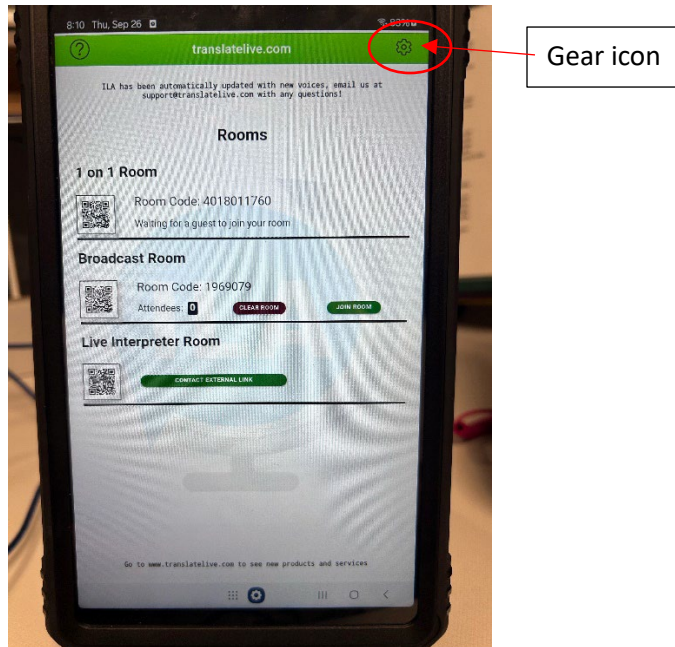 8:10 Thu, Sep 26 83%
translatelive.com
Gear icon
ILA has been automatically updated with new voices, email us at
support@translatelive.com with any questions!
Rooms
1 on 1 Room
Room Code: 4018011760
Waiting for a guest to join your room
Broadcast Room
Room Code: 1969079
Attendees: 0 CLEAR ROOM JOIN ROOM
Live Interpreter Room
CONTACT EXTERNAL LINK
Go to www.translatelive.com to see new products and services